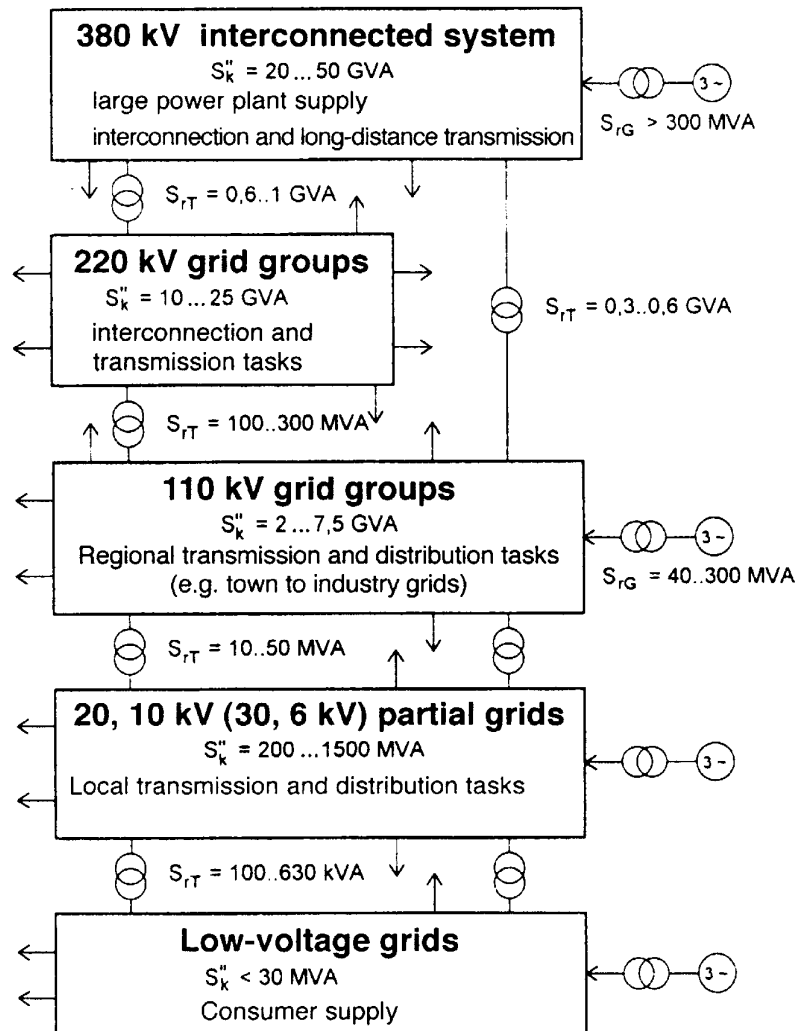 380 kV interconnected system
S"k = 20...50 GVA
large power plant supply
interconnection and long-distance transmission
3~
SrG > 300 MVA
SrT = 0,6..1 GVA
220 kV grid groups
S"k = 10...25 GVA
interconnection and
transmission tasks
SrT = 0,3..0,6 GVA
SrT = 100..300 MVA
110 kV grid groups
S"k = 2...7,5 GVA
Regional transmission and distribution tasks
(e.g. town to industry grids)
3~
SrG = 40..300 MVA
SrT = 10..50 MVA
20, 10 kV (30, 6 kV) partial grids
S"k = 200...1500 MVA
Local transmission and distribution tasks
3~
SrT = 100..630 kVA
Low-voltage grids
S"k < 30 MVA
Consumer supply
3~